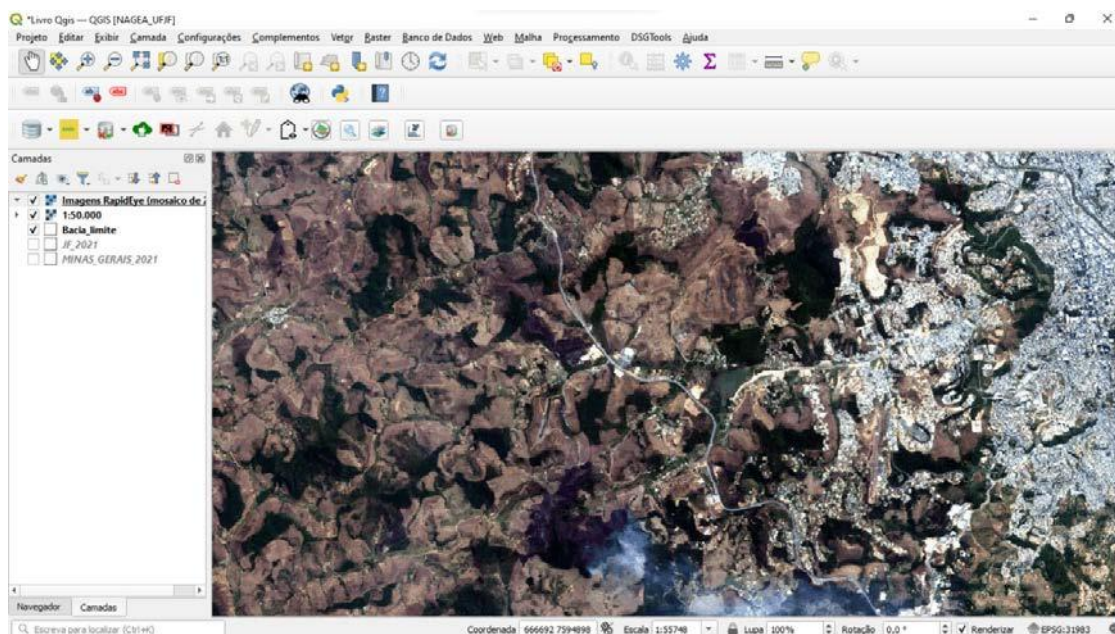 *Livro Qgis — QGIS [NAGEA_UFJF]
Projeto Editar Exibir Camada Configurações Complementos Vetor Raster Banco de Dados Web Malha Processamento DSGTools Ajuda
Camadas
Imagens RapidEye (mosaico de 2
1:50.000
Bacia_limite
JF_2021
MINAS_GERAIS_2021
Navegador Camadas
Escreva para localizar (Ctrl+K) Coordenada 666692 7594898 Escala 1:55748 Lupa 100% Rotação 0,0 ° Renderizar EPSG:31983